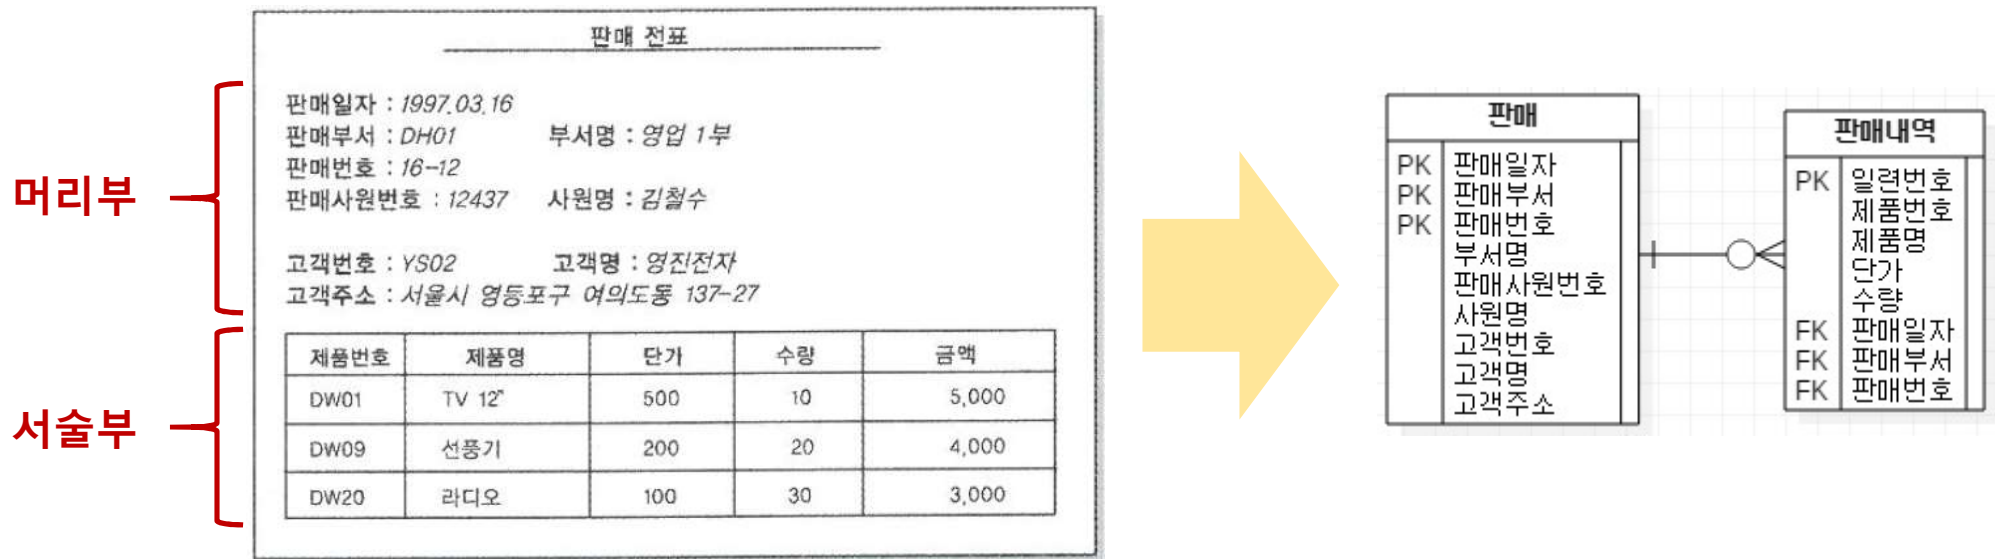 판매 전표
머리부
판매일자 : 1997.03.16
판매부서 : DH01 부서명 : 영업 1부
판매번호 : 16-12
판매사원번호 : 12437 사원명 : 김철수
고객번호 : YS02 고객명 : 영진전자
고객주소 : 서울시 영등포구 여의도동 137-27
서술부
제품번호 제품명 단가 수량 금액
DW01 TV 12" 500 10 5,000
DW09 선풍기 200 20 4,000
DW20 라디오 100 30 3,000
판매
PK 판매일자
PK 판매부서
PK 판매번호
부서명
판매사원번호
사원명
고객번호
고객명
고객주소
판매내역
PK 일련번호
제품번호
제품명
단가
수량
FK 판매일자
FK 판매부서
FK 판매번호